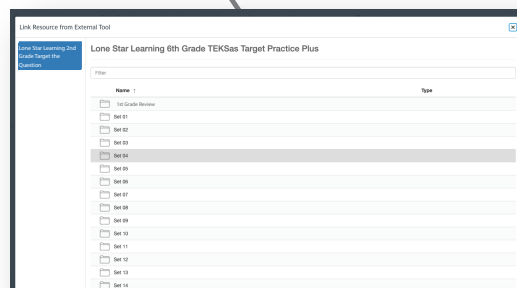 Link Resource from External Tool
Lone Star Learning 2nd
Grade Target the
Question
Lone Star Learning 6th Grade TEKSas Target Practice Plus
Filter
Name ↑ Type
1st Grade Review
Set 01
Set 02
Set 03
Set 04
Set 05
Set 06
Set 07
Set 08
Set 09
Set 10
Set 11
Set 12
Set 13
Set 14